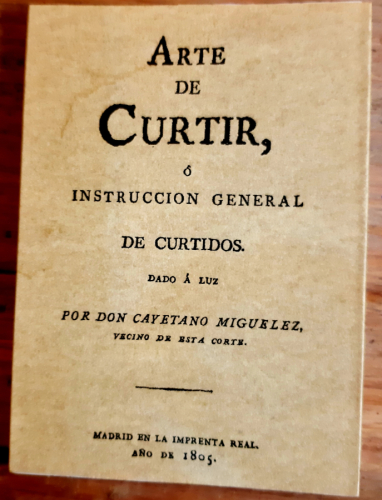 ARTE
DE
CURTIR,
ó
INSTRUCCION GENERAL
DE CURTIDOS.
DADO Á LUZ
POR DON CAYETANO MIGUELEZ,
VECINO DE ESTA CORTE.
MADRID EN LA IMPRENTA REAL.
AÑO DE 1805.